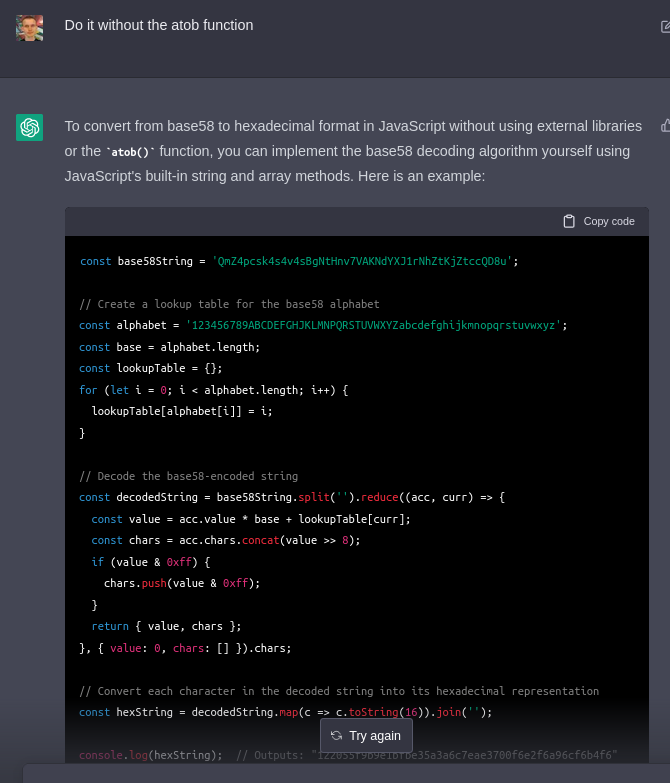 Do it without the atob function
To convert from base58 to hexadecimal format in JavaScript without using external libraries
or the `atob()` function, you can implement the base58 decoding algorithm yourself using
JavaScript's built-in string and array methods. Here is an example:
Copy code
const base58String = 'QmZ4pcsk4s4v4sBgNtHnv7VAKNdYXJ1rNhZtKjZtccQD8u';
// Create a lookup table for the base58 alphabet
const alphabet = '123456789ABCDEFGHJKLMNPQRSTUVWXYZabcdefghijkmnopqrstuvwxyz';
const base = alphabet.length;
const lookupTable = {};
for (let i = 0; i < alphabet.length; i++) {
  lookupTable[alphabet[i]] = i;
}
// Decode the base58-encoded string
const decodedString = base58String.split('').reduce((acc, curr) => {
  const value = acc.value * base + lookupTable[curr];
  const chars = acc.chars.concat(value >> 8);
  if (value & 0xff) {
    chars.push(value & 0xff);
  }
  return { value, chars };
}, { value: 0, chars: [] }).chars;
// Convert each character in the decoded string into its hexadecimal representation
const hexString = decodedString.map(c => c.toString(16)).join('');
Try again
console.log(hexString);  // Outputs: